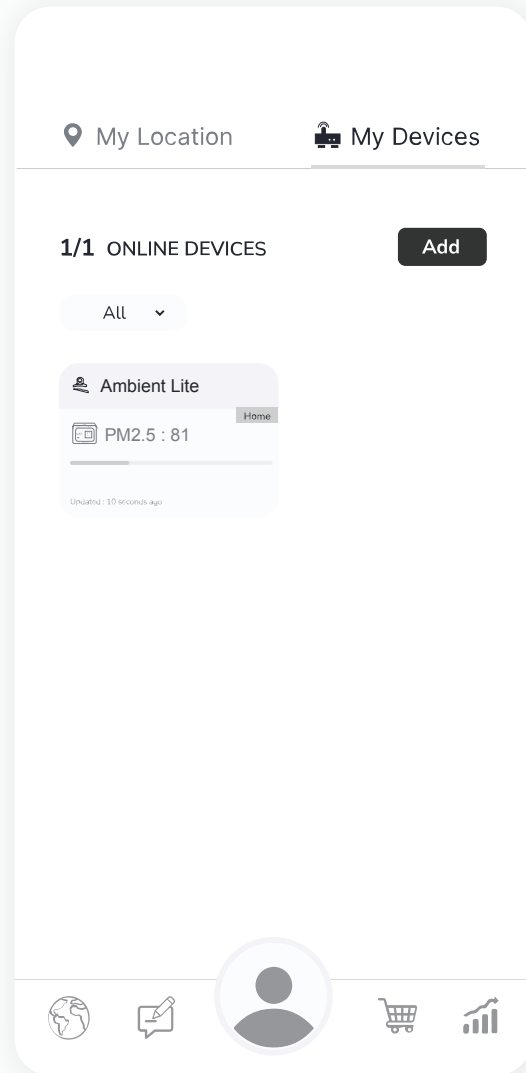 My Location
My Devices
1/1 ONLINE DEVICES
Add
All
Ambient Lite
Home
PM2.5 : 81
Updated : 10 seconds ago